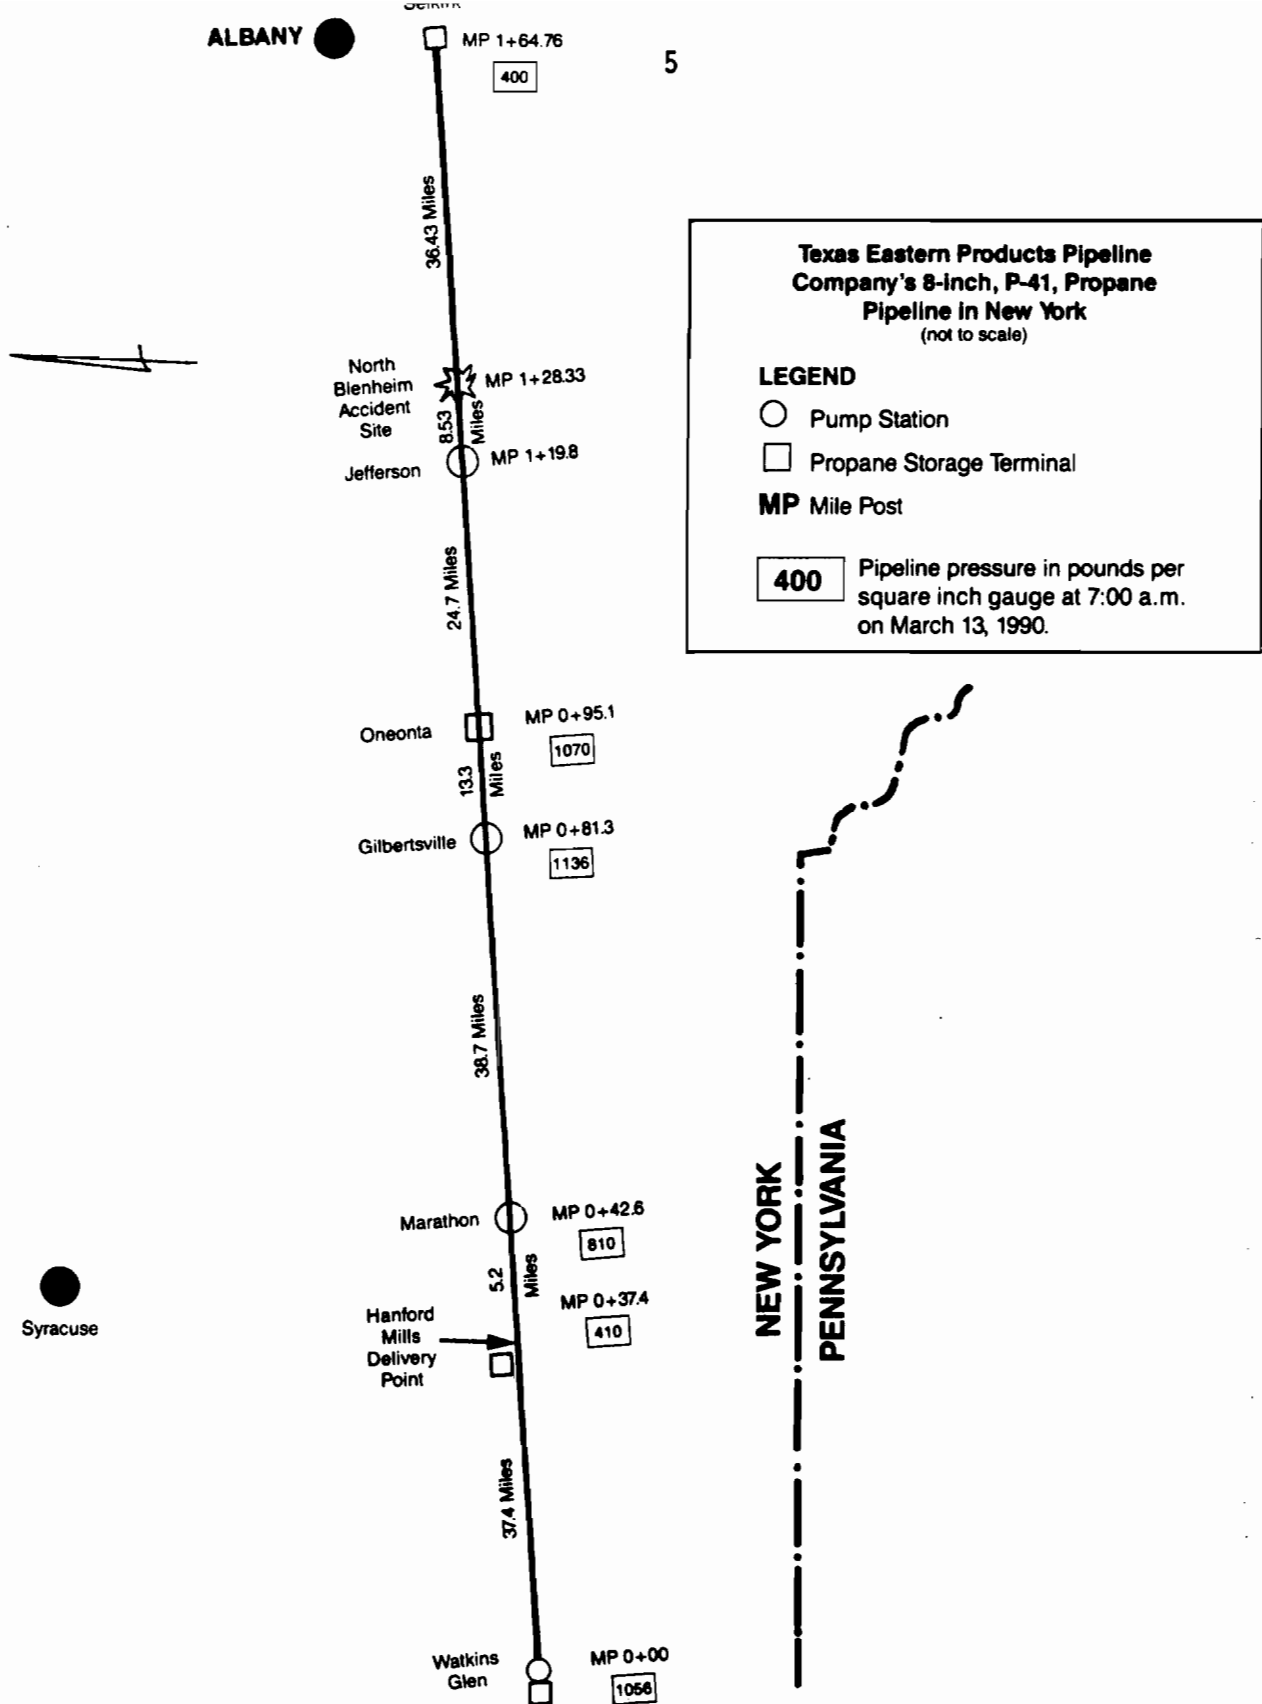 Selkirk
ALBANY
MP 1+64.76
400
5
36.43 Miles
North
Blenheim
Accident
Site
MP 1+28.33
8.53
Miles
Jefferson
MP 1+19.8
24.7 Miles
Oneonta
MP 0+95.1
1070
13.3
Miles
Gilbertsville
MP 0+81.3
1136
38.7 Miles
Marathon
MP 0+42.6
810
5.2
Miles
MP 0+37.4
410
Hanford
Mills
Delivery
Point
Syracuse
37.4 Miles
Watkins
Glen
MP 0+00
1056
Texas Eastern Products Pipeline
Company's 8-inch, P-41, Propane
Pipeline in New York
(not to scale)
LEGEND
Pump Station
Propane Storage Terminal
MP Mile Post
400
Pipeline pressure in pounds per
square inch gauge at 7:00 a.m.
on March 13, 1990.
NEW YORK
PENNSYLVANIA